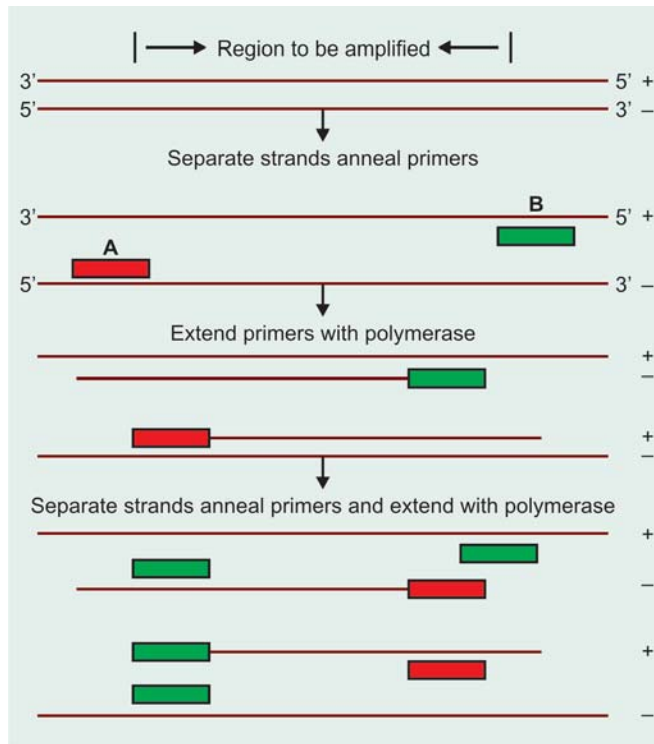 Region to be amplified
3’ 5’ +
5’ 3’ –
Separate strands anneal primers
B
3’ 5’ +
A
5’ 3’ –
Extend primers with polymerase
+
–
+
–
Separate strands anneal primers and extend with polymerase
+
–
+
–